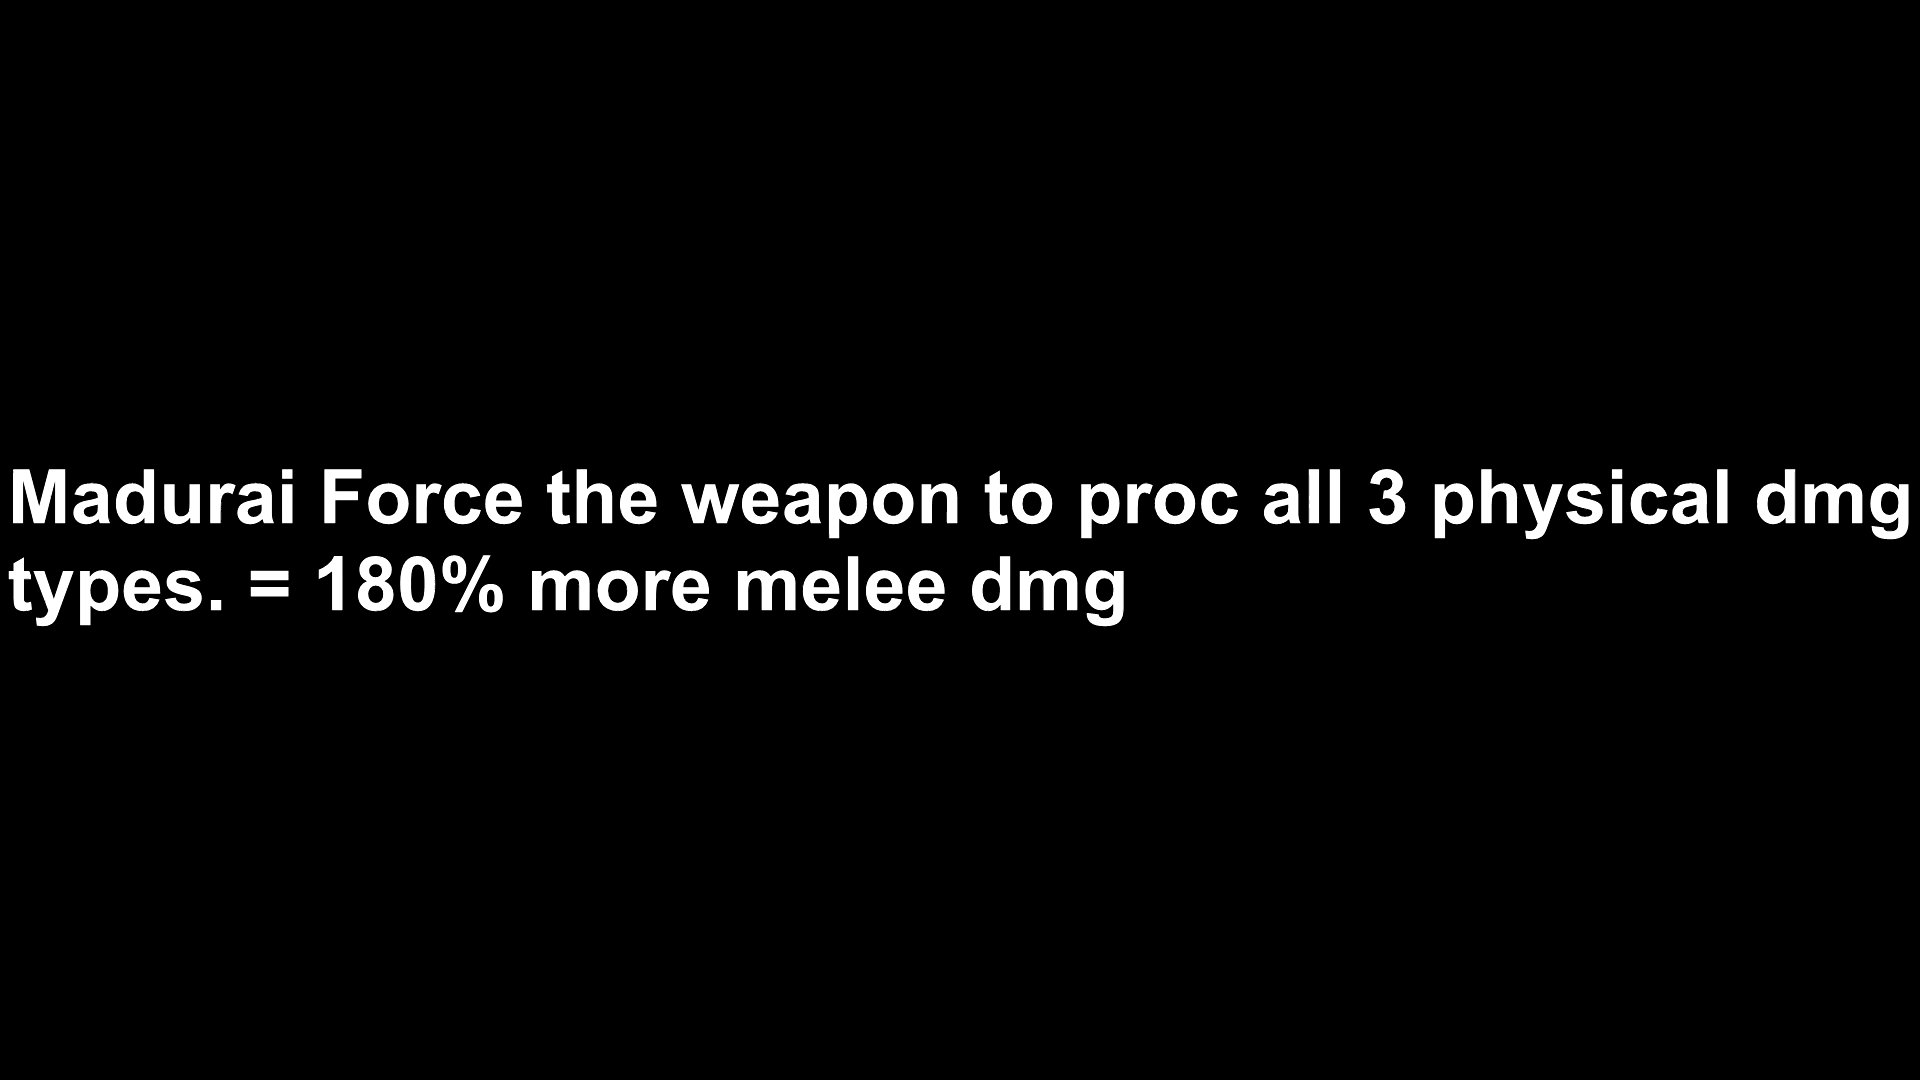 Madurai Force the weapon to proc all 3 physical dmg
types. = 180% more melee dmg